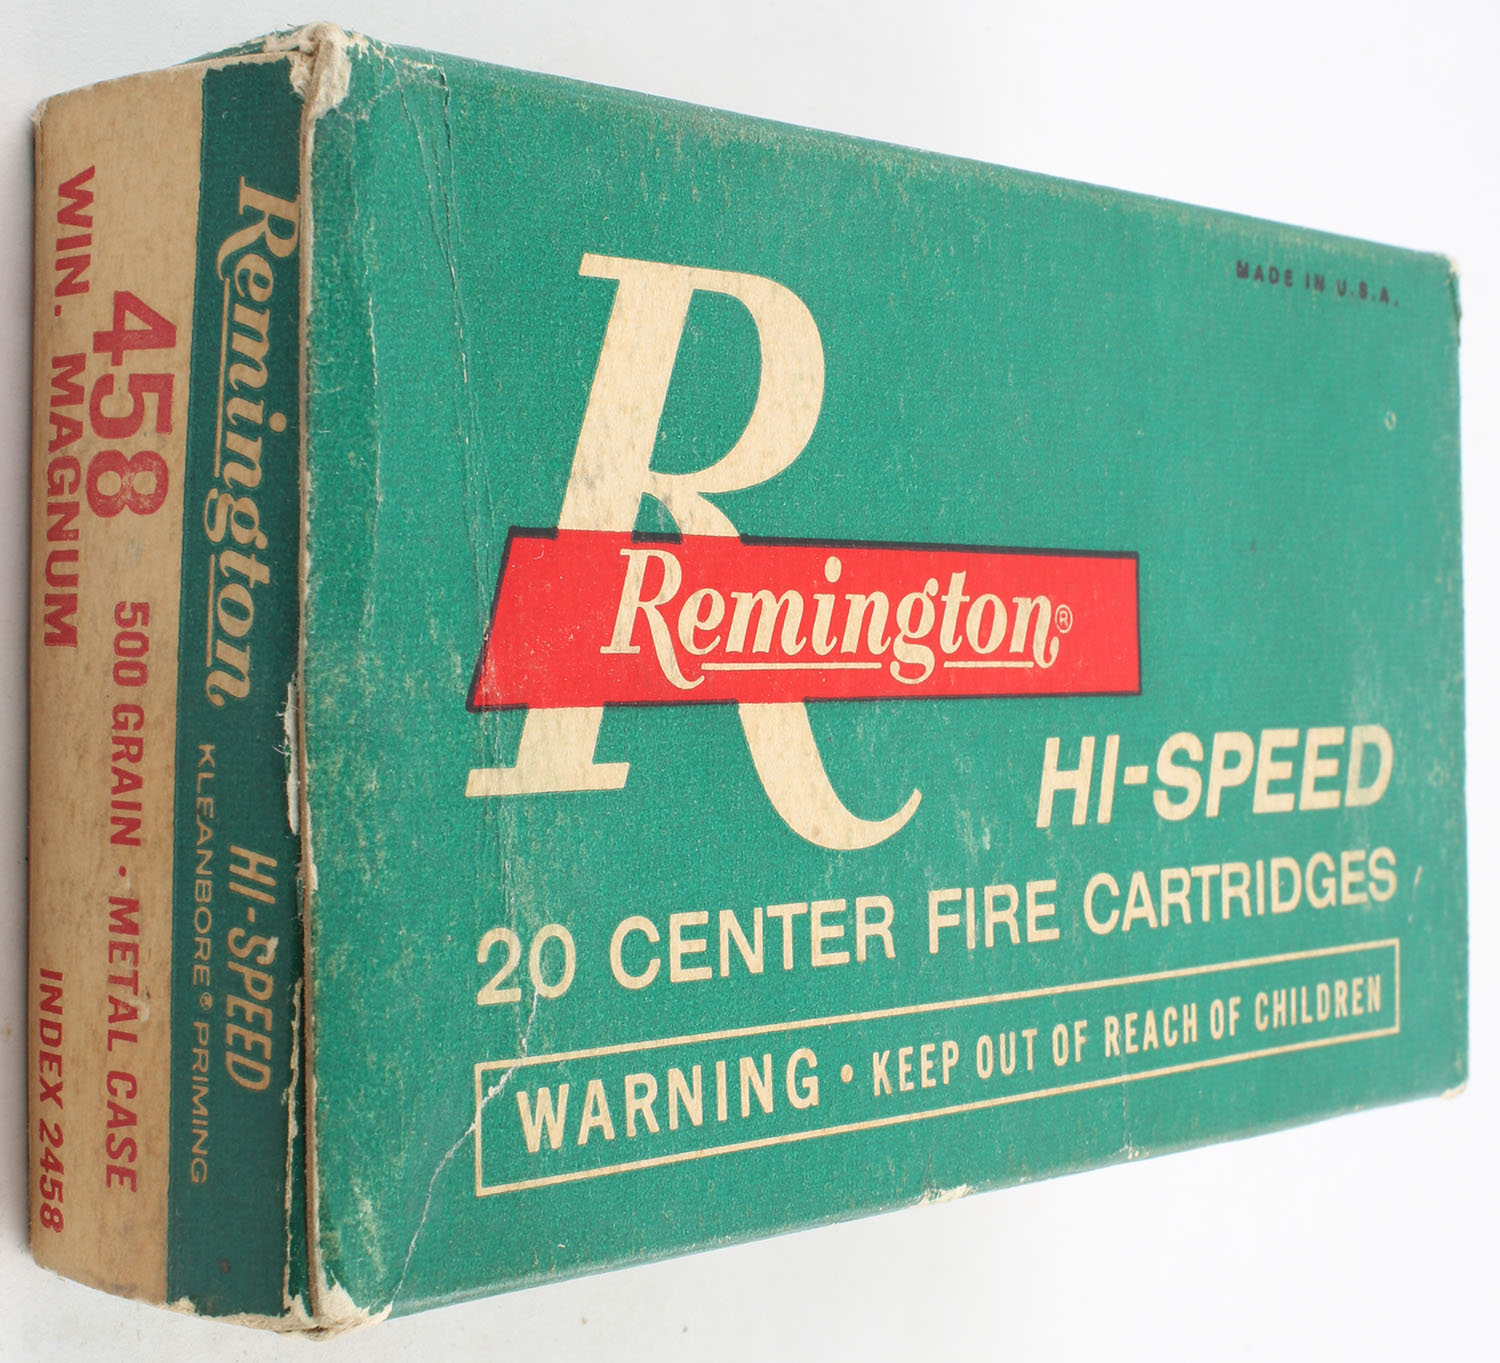 MADE IN U.S.A.
R
Remington®
HI-SPEED
20 CENTER FIRE CARTRIDGES
WARNING • KEEP OUT OF REACH OF CHILDREN
Remington HI-SPEED
KLEANBORE® PRIMING
458 500 GRAIN • METAL CASE
WIN. MAGNUM INDEX 2458